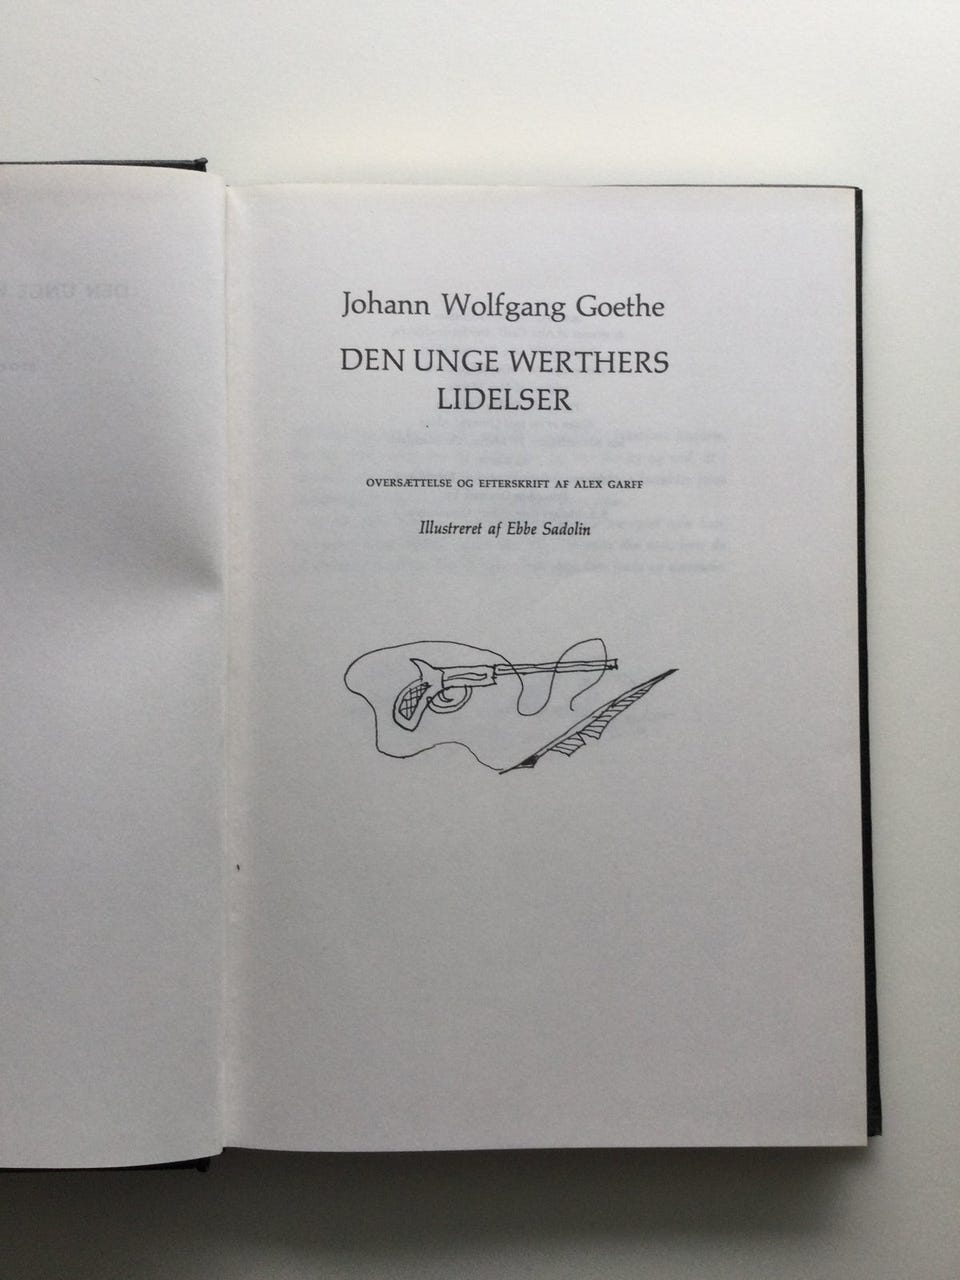 Johann Wolfgang Goethe
DEN UNGE WERTHERS
LIDELSER
OVERSÆTTELSE OG EFTERSKRIFT AF ALEX GARFF
Illustreret af Ebbe Sadolin